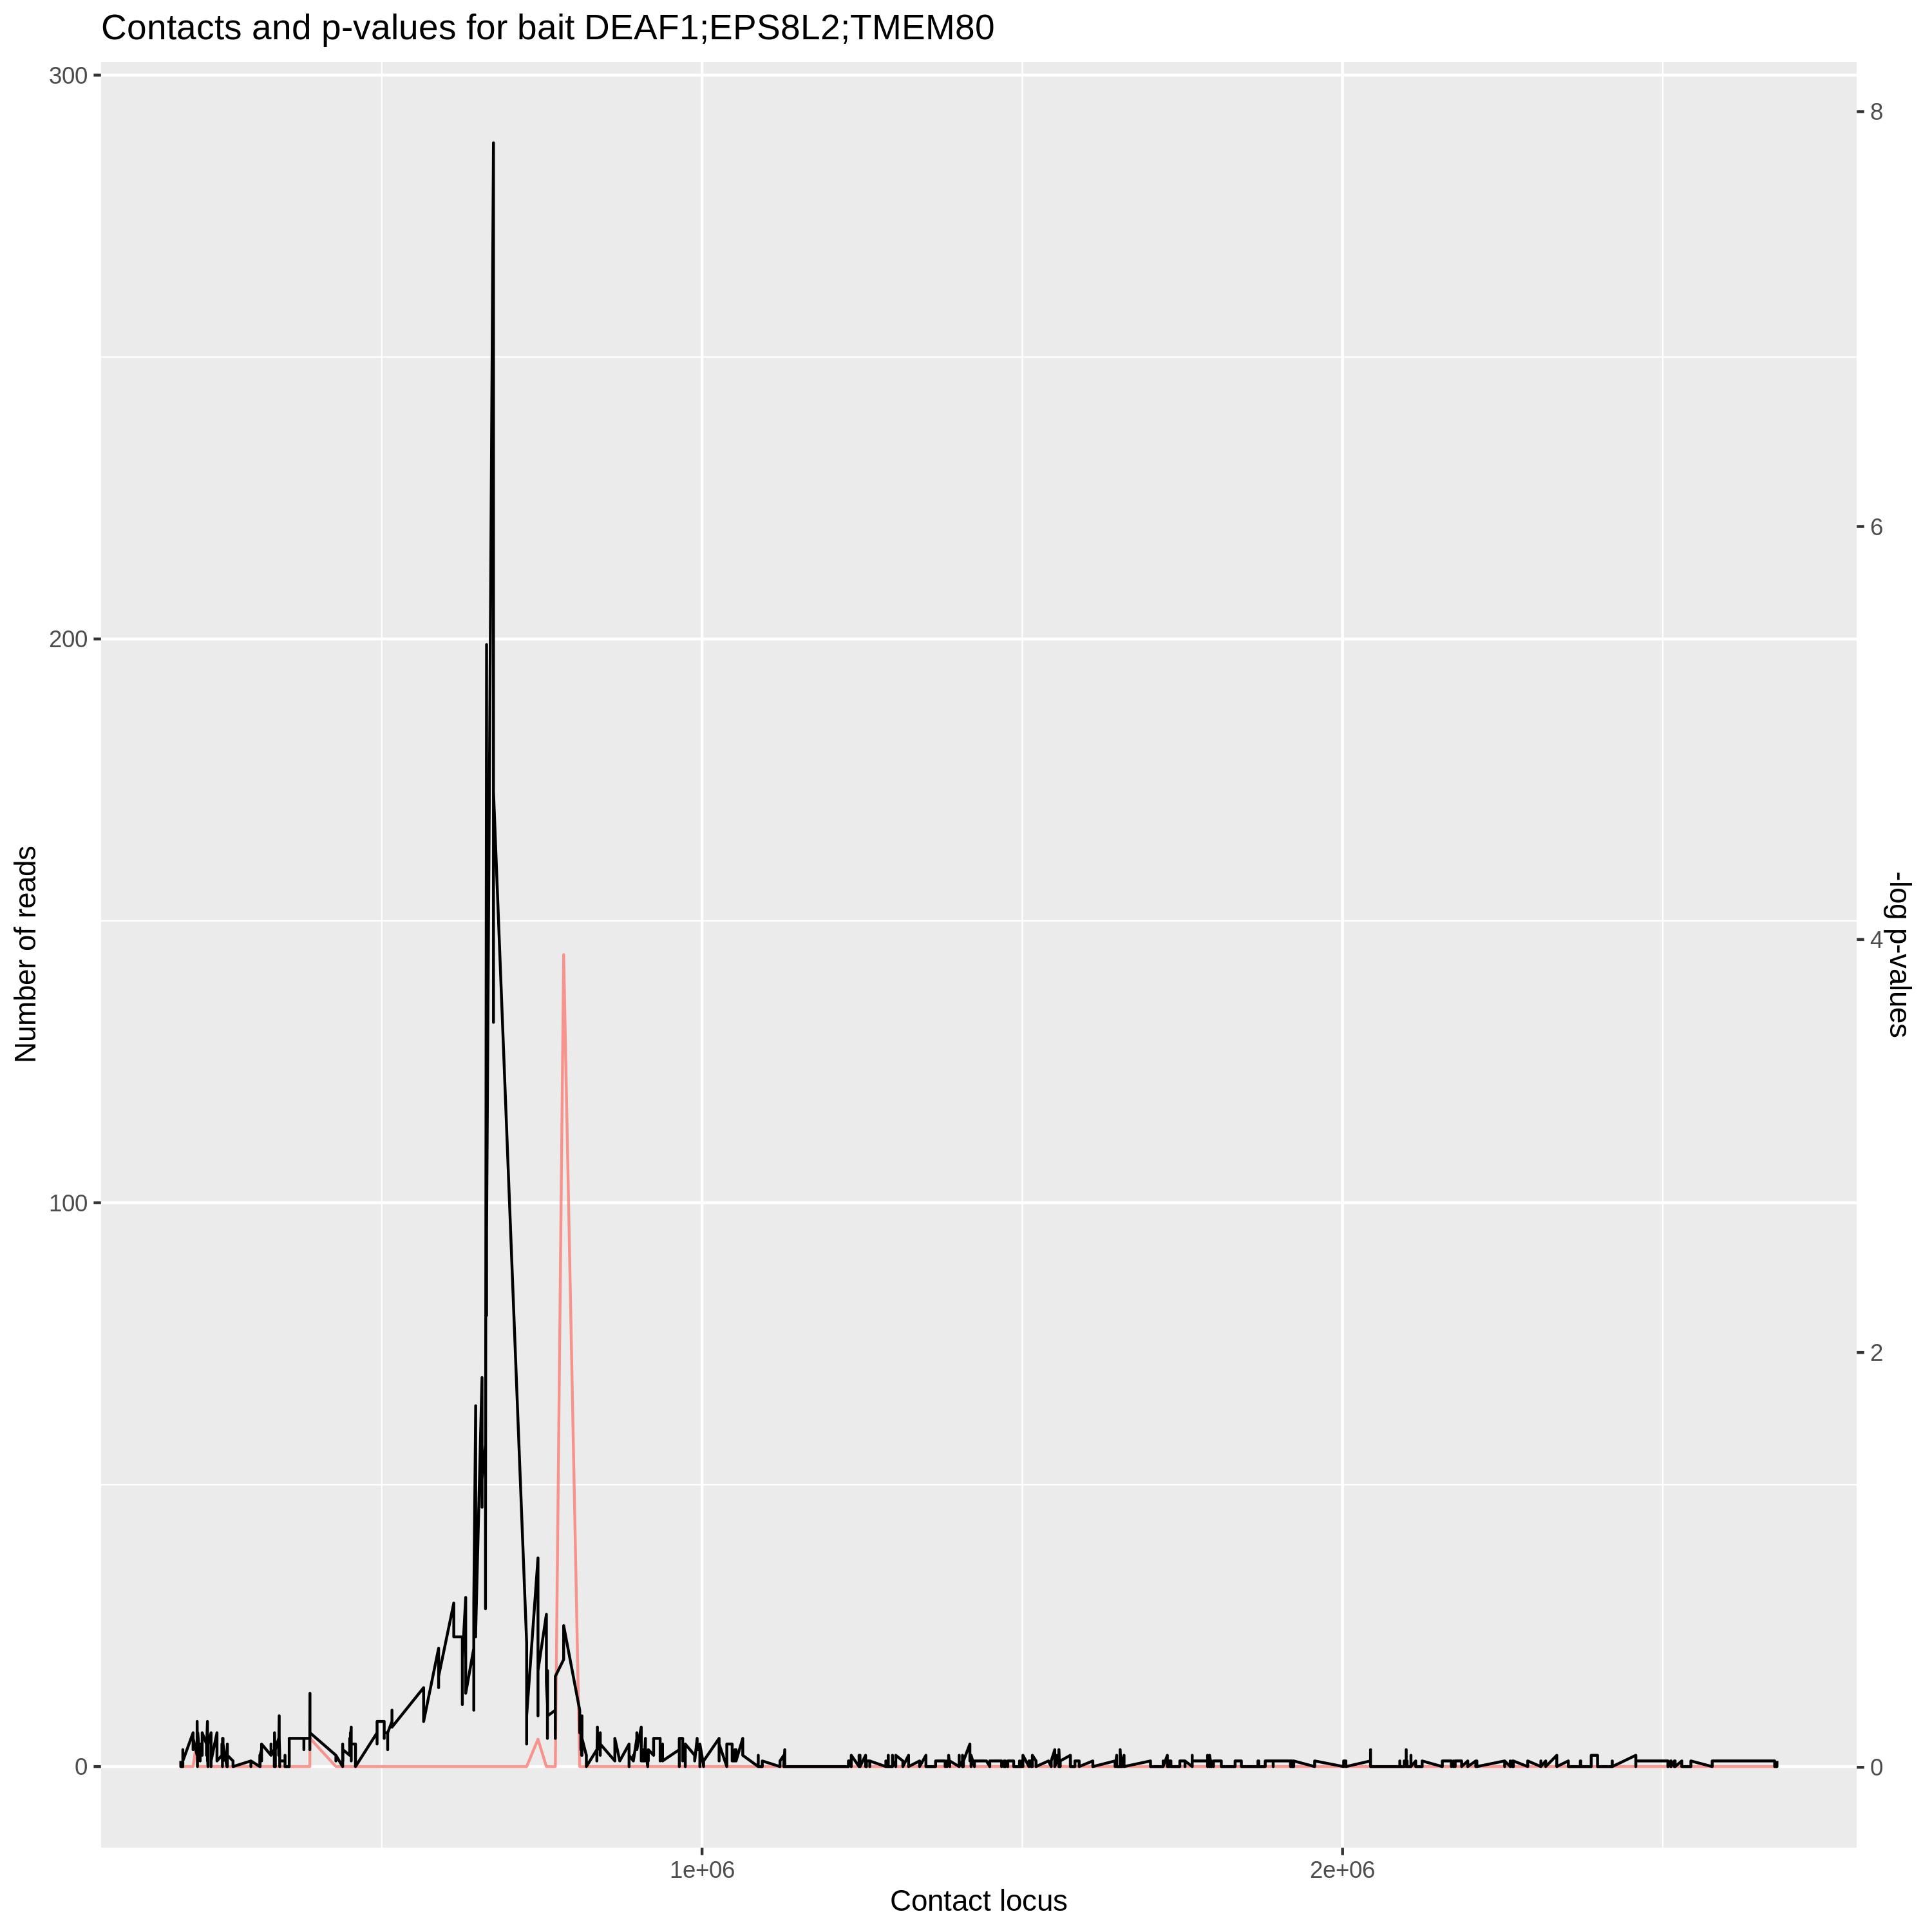 Contacts and p-values for bait DEAF1;EPS8L2;TMEM80
300
200
100
0
Number of reads
8
6
4
2
0
-log p-values
1e+06
2e+06
Contact locus